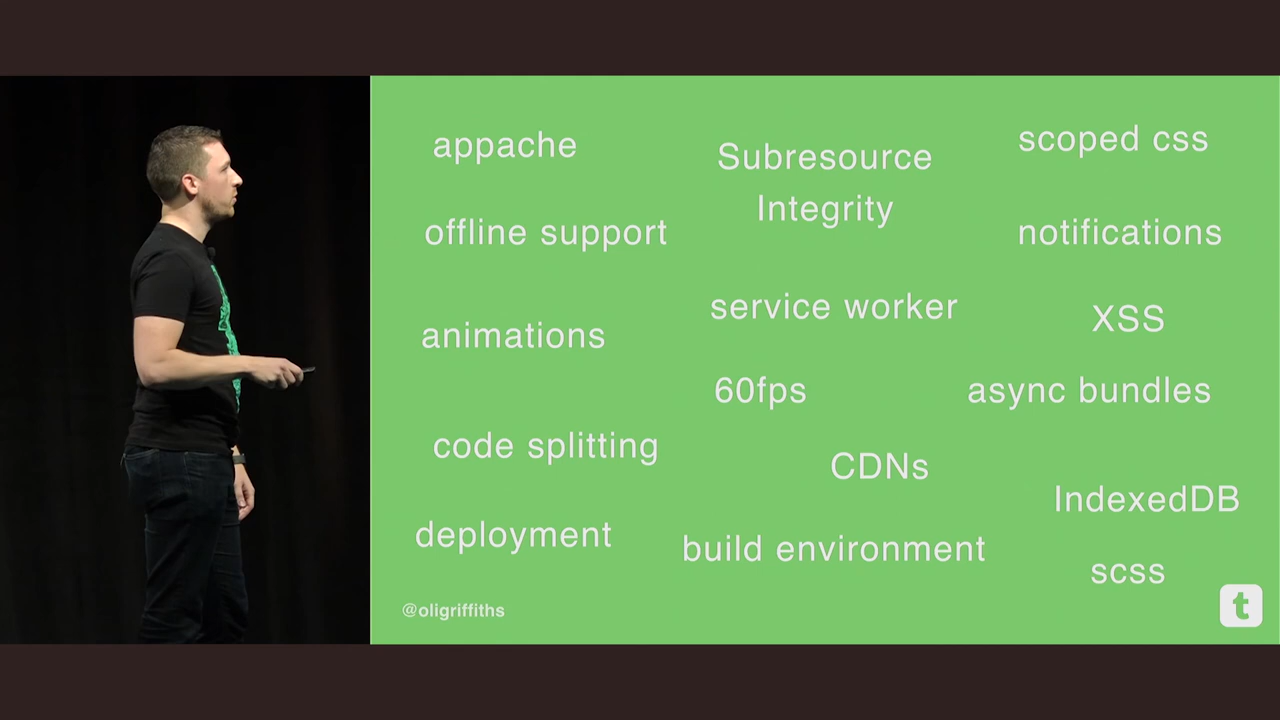 appache
Subresource
Integrity
scoped css
offline support
notifications
animations
service worker
XSS
60fps
async bundles
code splitting
CDNs
IndexedDB
deployment
build environment
scss
@oligriffiths
t